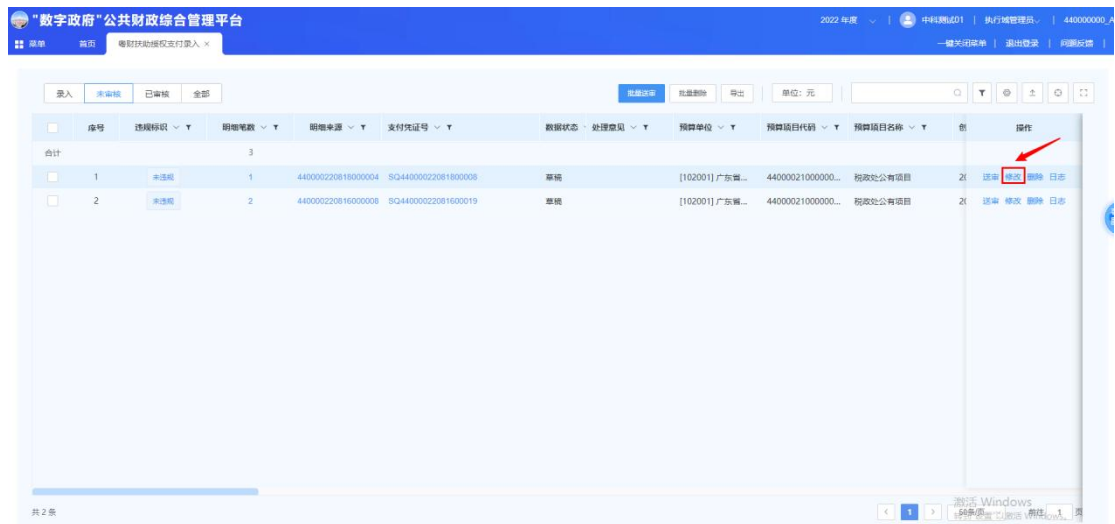 "数字政府"公共财政综合管理平台
2022 年度 中科测试01 | 执行域管理员 | 440000000_A
菜单 首页 粤财扶助授权支付录入 ×
一键关闭菜单 | 退出登录 | 问题反馈 |
录入 未审核 已审核 全部 批量送审 批量删除 导出 单位：元
序号 违规标识 明细笔数 明细来源 支付凭证号 数据状态 处理意见 预算单位 预算项目代码 预算项目名称 创 操作
合计 3
1 未违规 1 440000220818000004 SQ44000022081800008 草稿 [102001] 广东省... 44000021000000... 税政处公有项目 20 送审 修改 删除 日志
2 未违规 2 440000220816000008 SQ44000022081600019 草稿 [102001] 广东省... 44000021000000... 税政处公有项目 20 送审 修改 删除 日志
激活 Windows
共 2 条 1 50条/页 前往 1 页